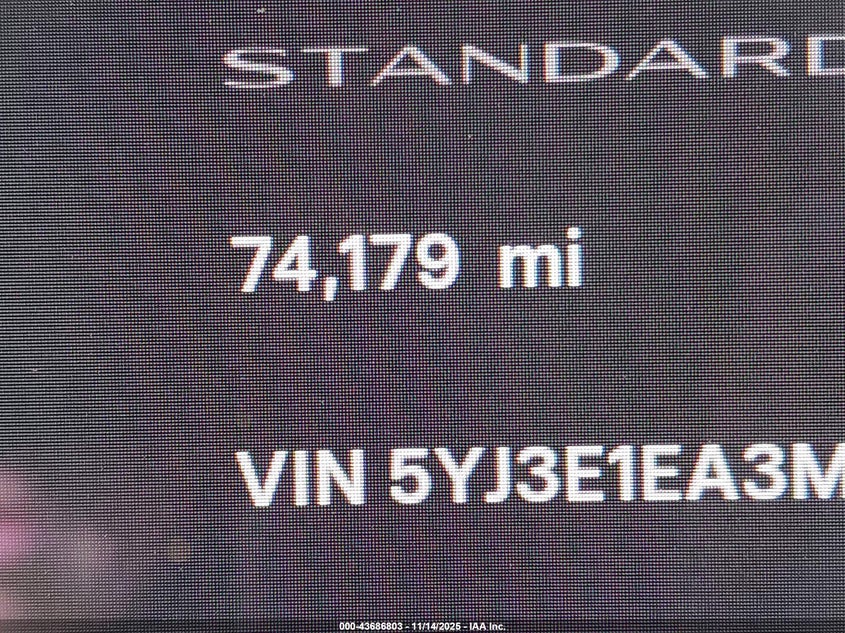 STANDARD
74,179 mi
VIN 5YJ3E1EA3M
000-43686803 - 11/14/2025 - IAA Inc.